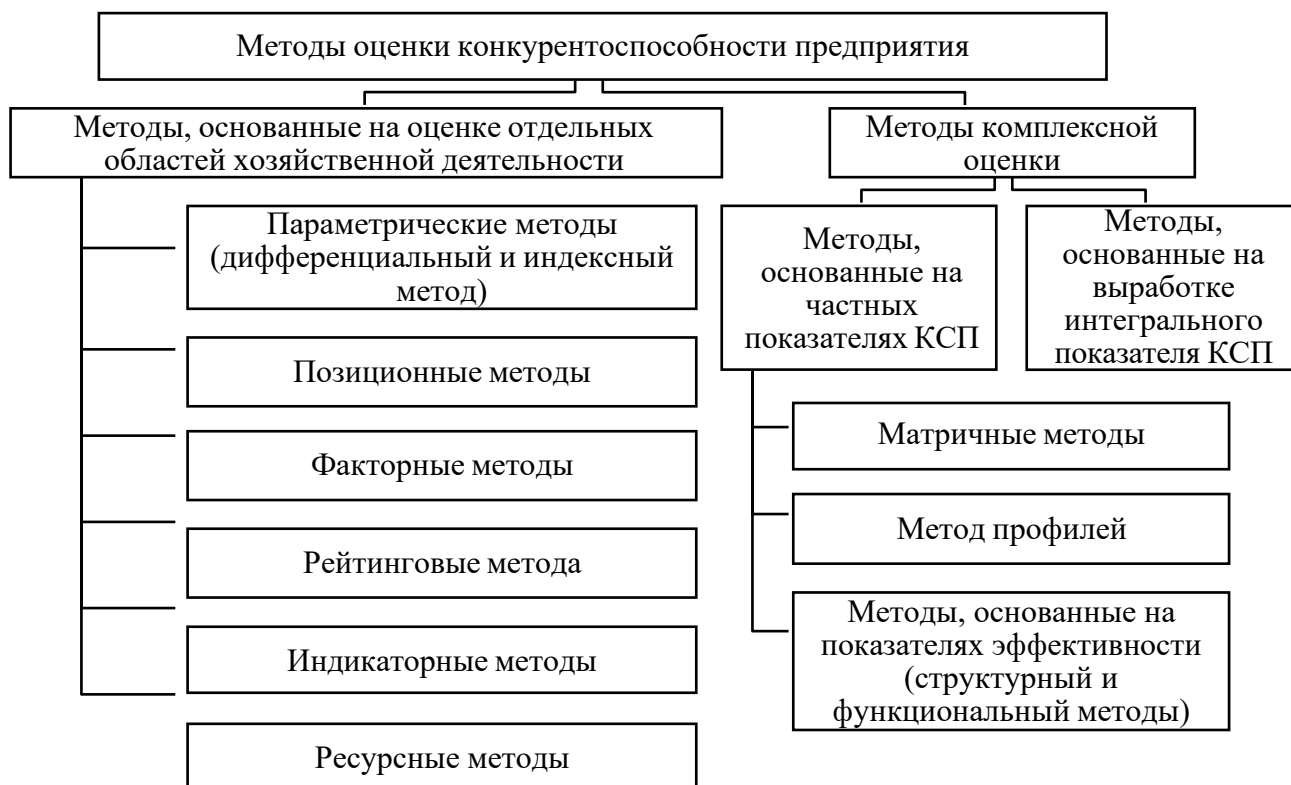 Методы оценки конкурентоспособности предприятия
Методы, основанные на оценке отдельных
областей хозяйственной деятельности
Параметрические методы
(дифференциальный и индексный
метод)
Позиционные методы
Факторные методы
Рейтинговые метода
Индикаторные методы
Ресурсные методы
Методы комплексной
оценки
Методы,
основанные на
частных
показателях КСП
Матричные методы
Метод профилей
Методы, основанные на
показателях эффективности
(структурный и
функциональный методы)
Методы,
основанные на
выработке
интегрального
показателя КСП